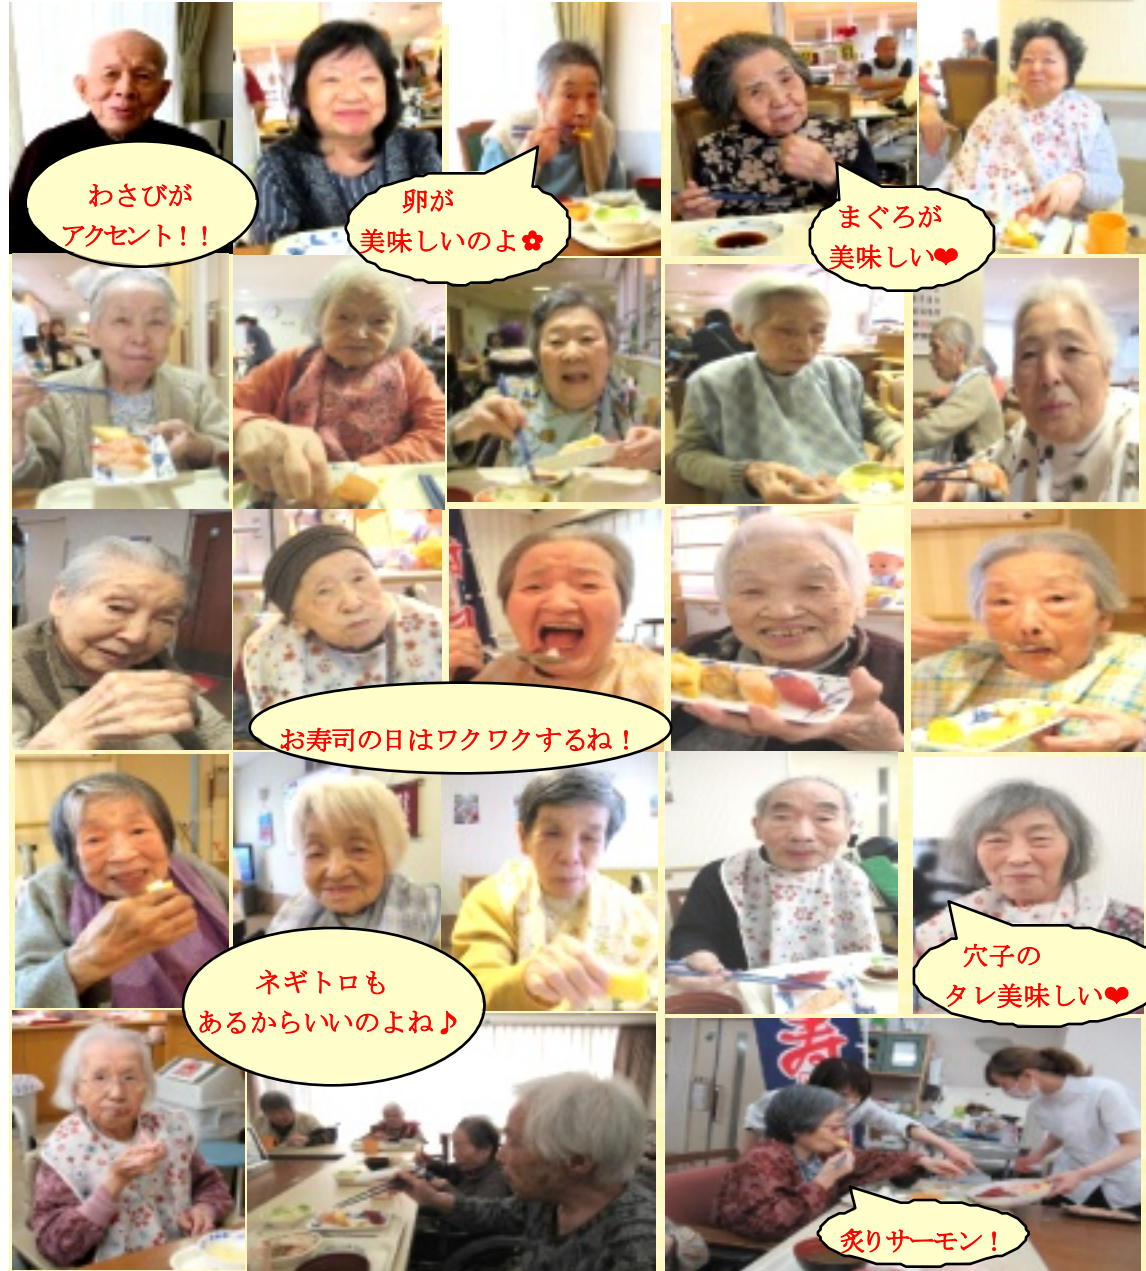 わさびが
アクセント！！
卵が
美味しいのよ✿
まぐろが
美味しい❤
お寿司の日はワクワクするね！
ネギトロも
あるからいいのよね♪
穴子の
タレ美味しい❤
寿
炙りサーモン！